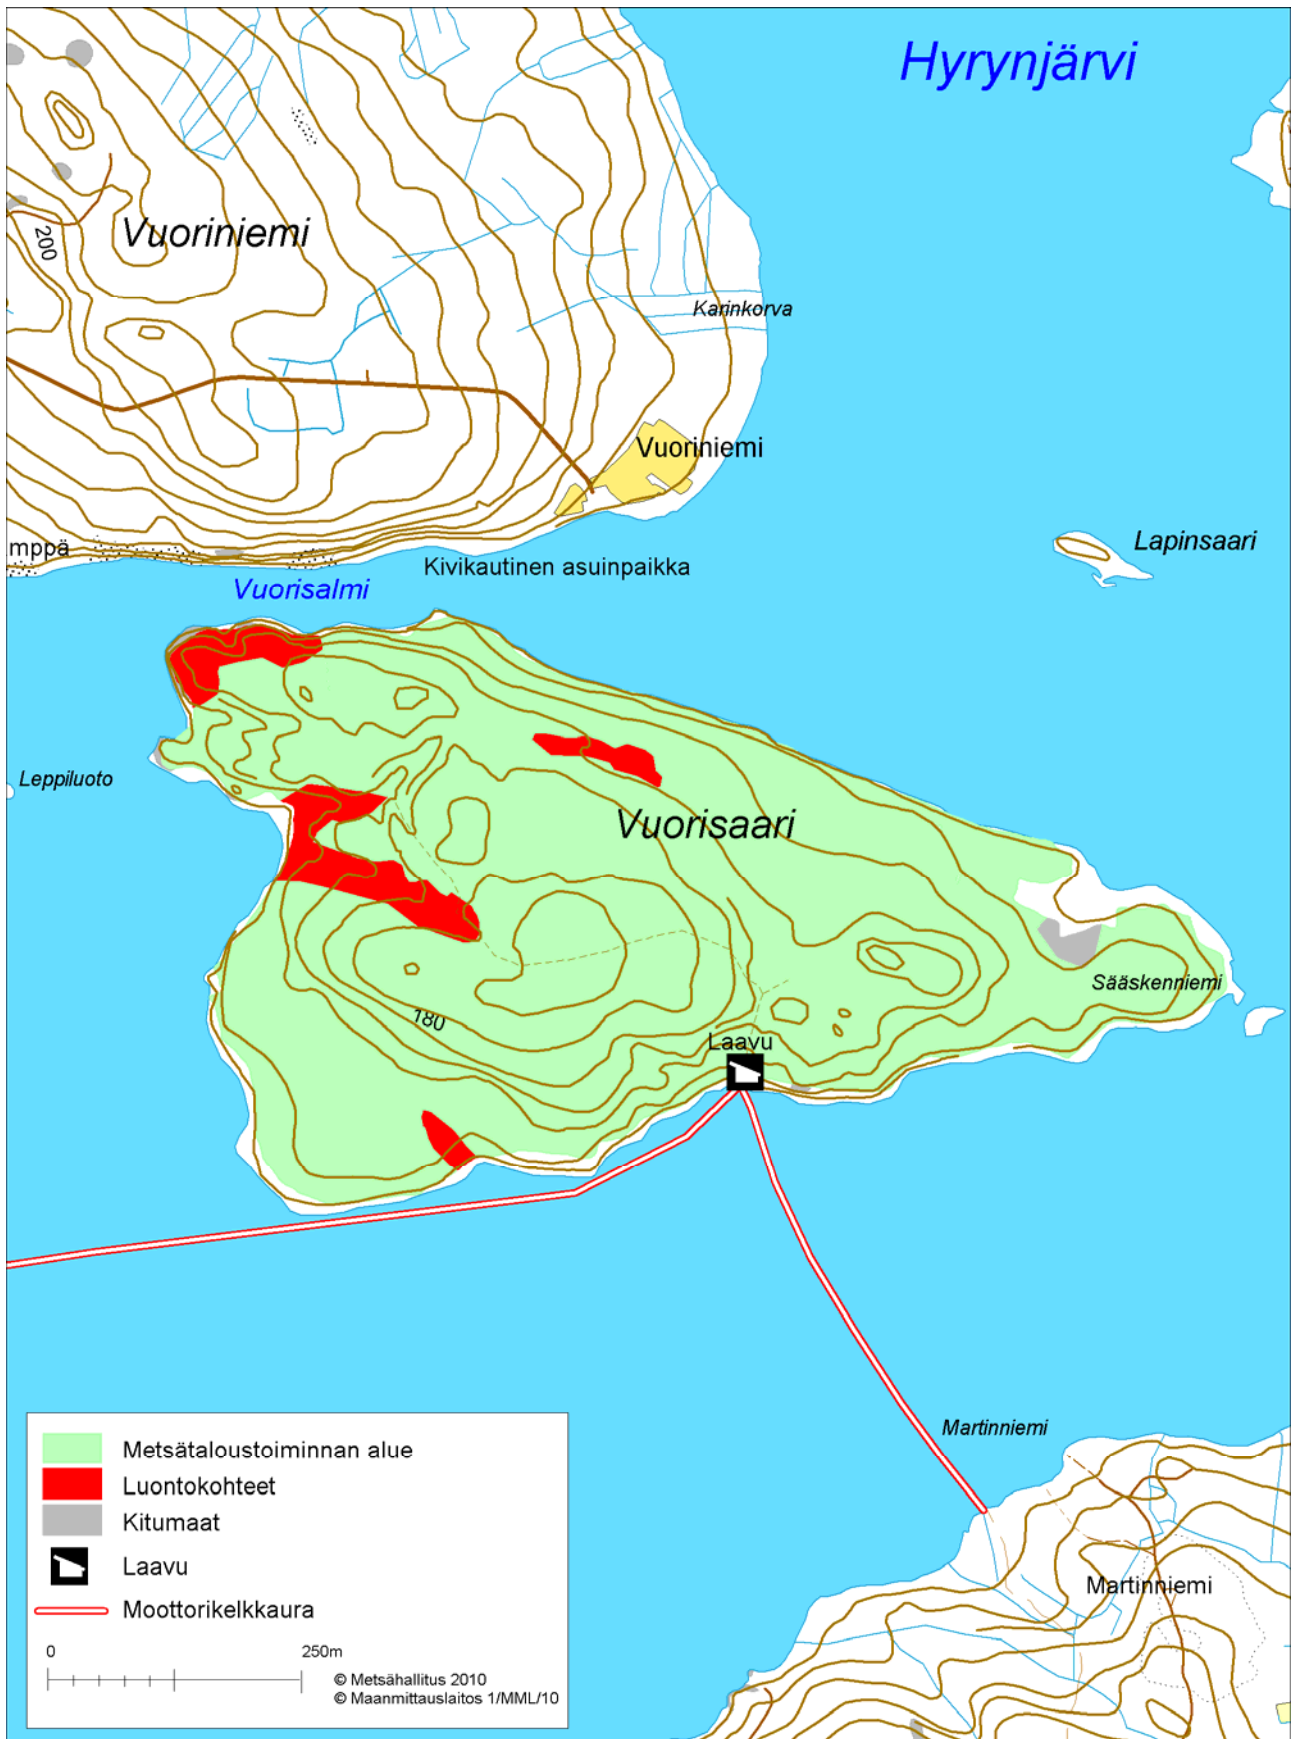 Hyrynjärvi
Vuoriniemi
200
Karinkorva
Vuoriniemi
Lapinsaari
mppä
Kivikautinen asuinpaikka
Vuorisalmi
Leppiluoto
Vuorisaari
Sääskenniemi
180
Laavu
Martinniemi
Metsätaloustoiminnan alue
Luontokohteet
Kitumaat
Laavu
Moottorikelkkaura
Martinniemi
0 250m
© Metsähallitus 2010
© Maanmittauslaitos 1/MML/10